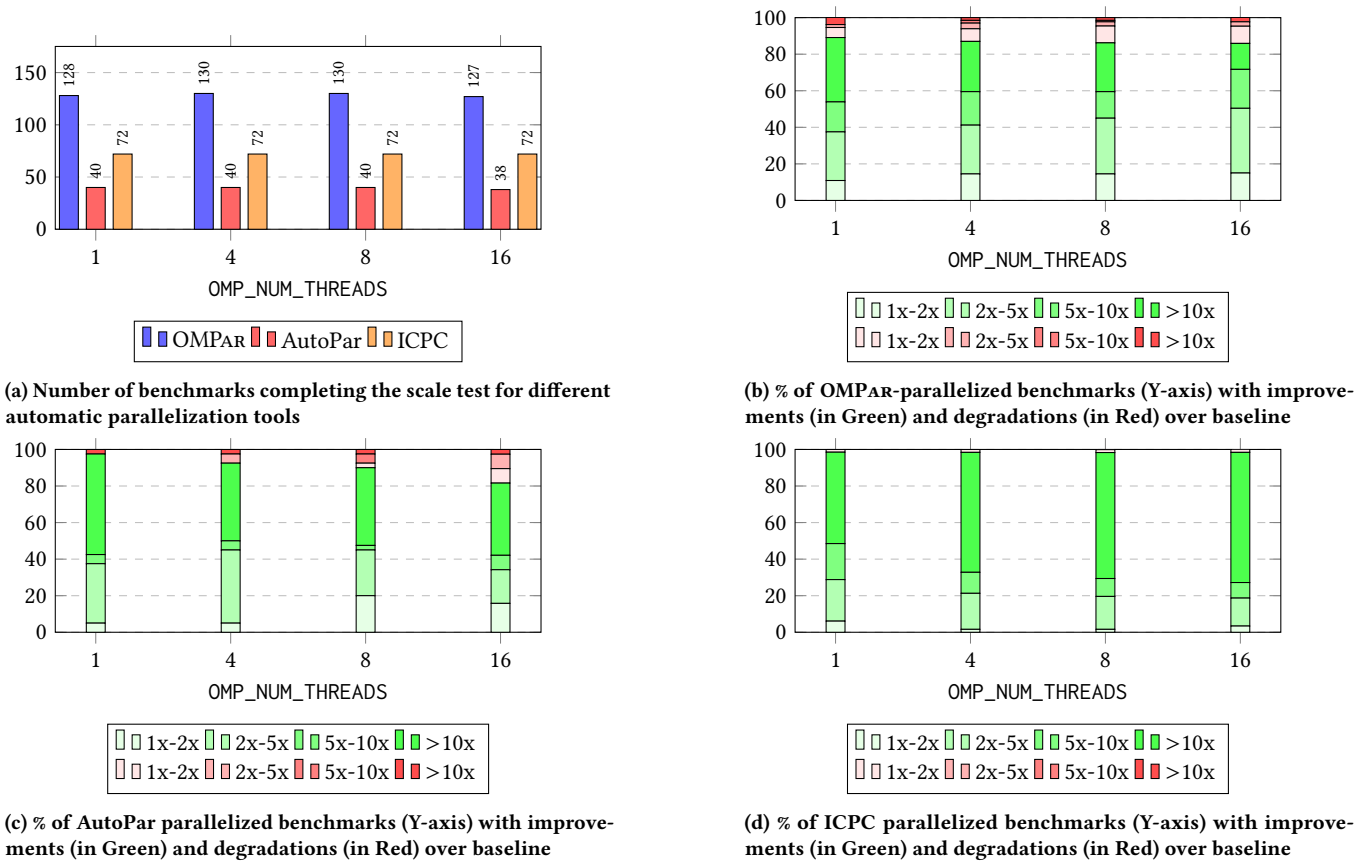 150
100
50
0
128
40
72
130
40
72
130
40
72
127
38
72
1 4 8 16
OMP_NUM_THREADS
OMPAR AutoPar ICPC
(a) Number of benchmarks completing the scale test for different
automatic parallelization tools
100
80
60
40
20
0
1 4 8 16
OMP_NUM_THREADS
1x-2x 2x-5x 5x-10x >10x
1x-2x 2x-5x 5x-10x >10x
(b) % of OMPAR-parallelized benchmarks (Y-axis) with improve-
ments (in Green) and degradations (in Red) over baseline
100
80
60
40
20
0
1 4 8 16
OMP_NUM_THREADS
1x-2x 2x-5x 5x-10x >10x
1x-2x 2x-5x 5x-10x >10x
(c) % of AutoPar parallelized benchmarks (Y-axis) with improve-
ments (in Green) and degradations (in Red) over baseline
100
80
60
40
20
0
1 4 8 16
OMP_NUM_THREADS
1x-2x 2x-5x 5x-10x >10x
1x-2x 2x-5x 5x-10x >10x
(d) % of ICPC parallelized benchmarks (Y-axis) with improve-
ments (in Green) and degradations (in Red) over baseline